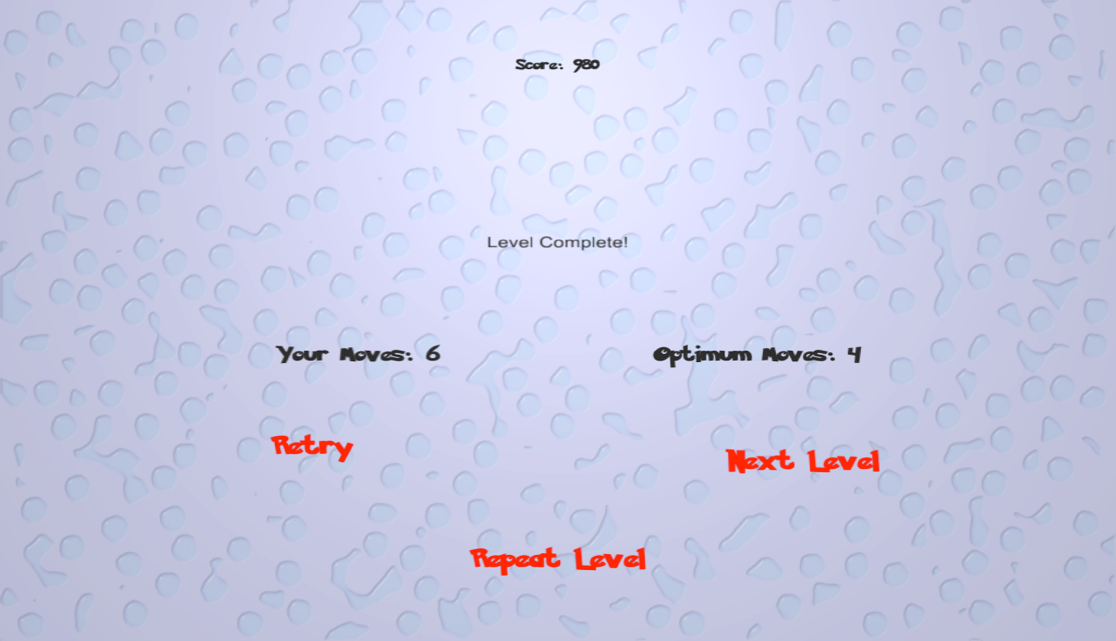 Score: 980
Level Complete!
Your Moves: 6
Optimum Moves: 4
Retry
Next Level
Repeat Level